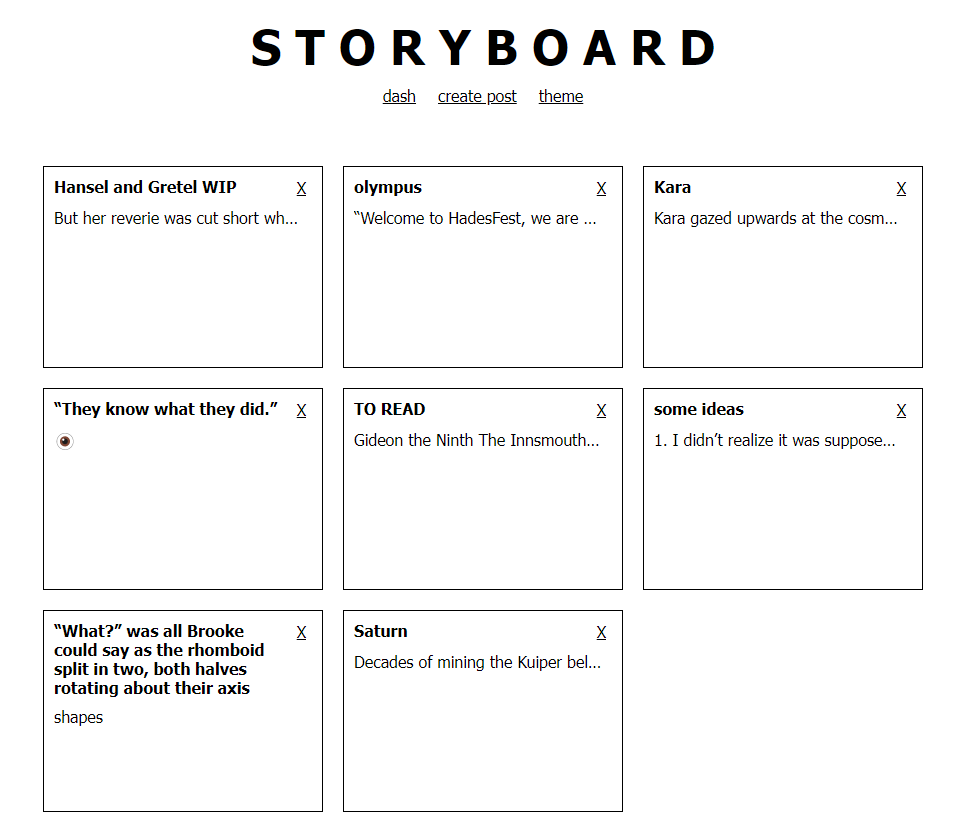 STORYBOARD
dash create post theme
Hansel and Gretel WIP X
But her reverie was cut short wh...
olympus X
“Welcome to HadesFest, we are ...
Kara X
Kara gazed upwards at the cosm...
“They know what they did.” X
👁
TO READ X
Gideon the Ninth The Innsmouth...
some ideas X
1. I didn’t realize it was suppose...
“What?” was all Brooke X
could say as the rhomboid
split in two, both halves
rotating about their axis
shapes
Saturn X
Decades of mining the Kuiper bel...